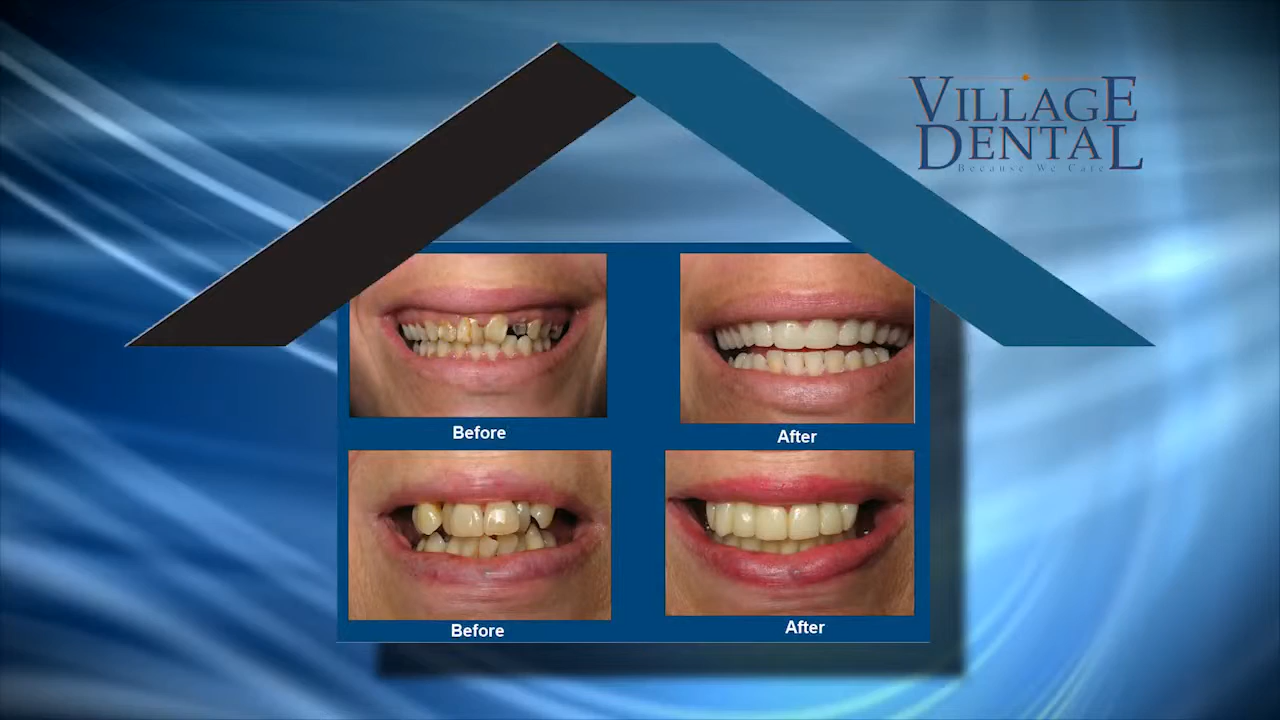 VILLAGE
DENTAL
Because We Care
Before
After
Before
After